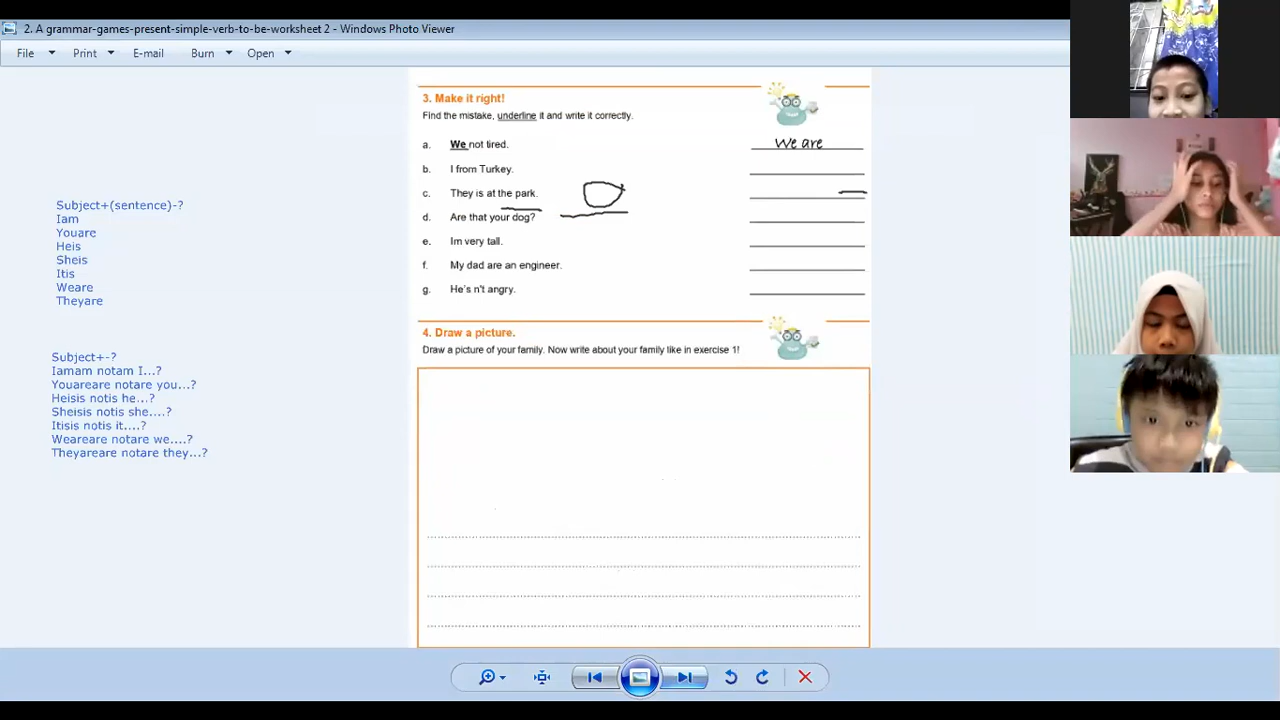 2. A grammar-games-present-simple-verb-to-be-worksheet 2 - Windows Photo Viewer
File Print E-mail Burn Open
3. Make it right!
Find the mistake, underline it and write it correctly.
a. We not tired. We are
b. I from Turkey.
c. They is at the park.
d. Are that your dog?
e. Im very tall.
f. My dad are an engineer.
g. He's n't angry.
4. Draw a picture.
Draw a picture of your family. Now write about your family like in exercise 1!
Subject+(sentence)-?
Iam
Youare
Heis
Sheis
Itis
Weare
Theyare
Subject+-?
Iamam notam I...?
Youareare notare you...?
Heisis notis he...?
Sheisis notis she....?
Itisis notis it....?
Weareare notare we....?
Theyareare notare they...?